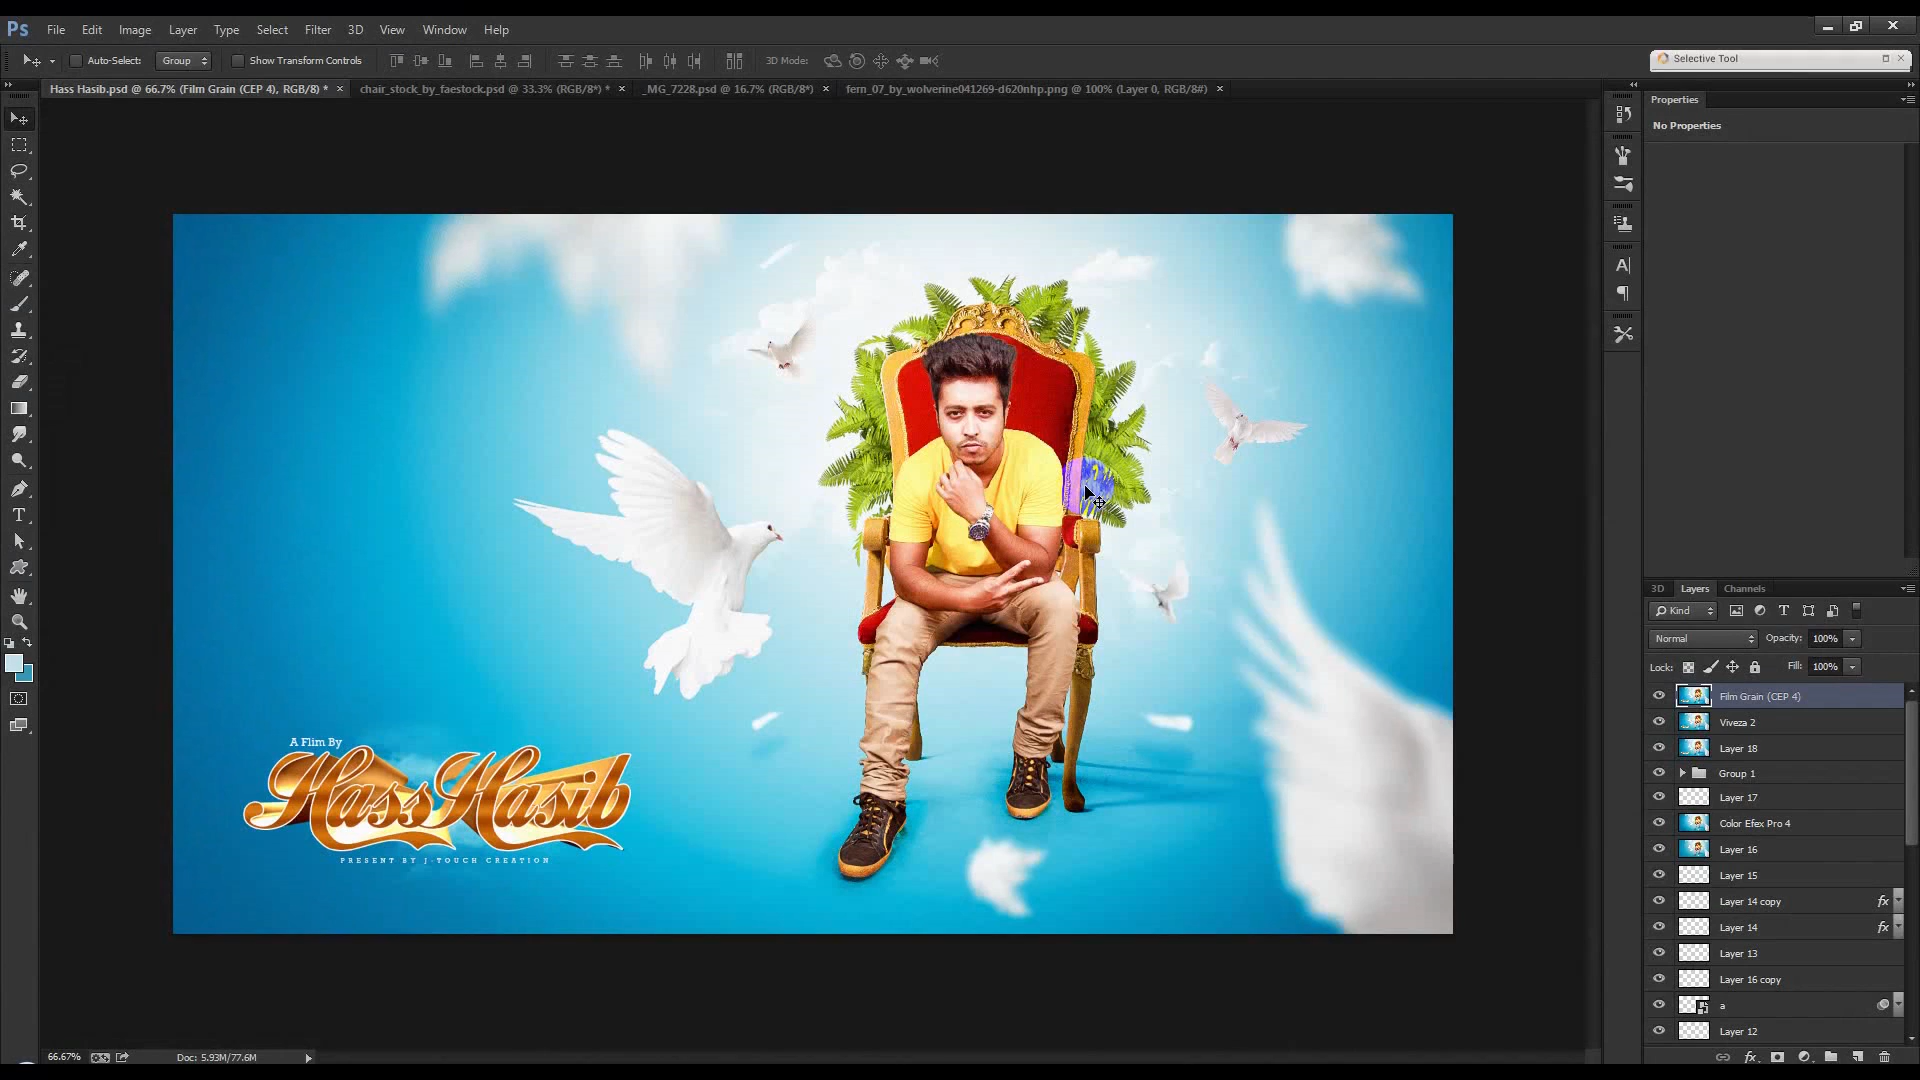 Ps File Edit Image Layer Type Select Filter 3D View Window Help
Auto-Select: Group Show Transform Controls 3D Mode: Selective Tool
Hass Hasib.psd @ 66.7% (Film Grain (CEP 4), RGB/8) * × chair_stock_by_faestock.psd @ 33.3% (RGB/8*) * × _MG_7228.psd @ 16.7% (RGB/8*) × fern_07_by_wolverine041269-d620nhp.png @ 100% (Layer 0, RGB/8#) ×
Properties
No Properties
A Flim By
Hass Hasib
PRESENT BY J-TOUCH CREATION
3D Layers Channels
Kind
Normal Opacity: 100%
Lock: Fill: 100%
Film Grain (CEP 4)
Viveza 2
Layer 18
Group 1
Layer 17
Color Efex Pro 4
Layer 16
Layer 15
Layer 14 copy fx
Layer 14 fx
Layer 13
Layer 16 copy
a
Layer 12
66.67% Doc: 5.93M/77.6M